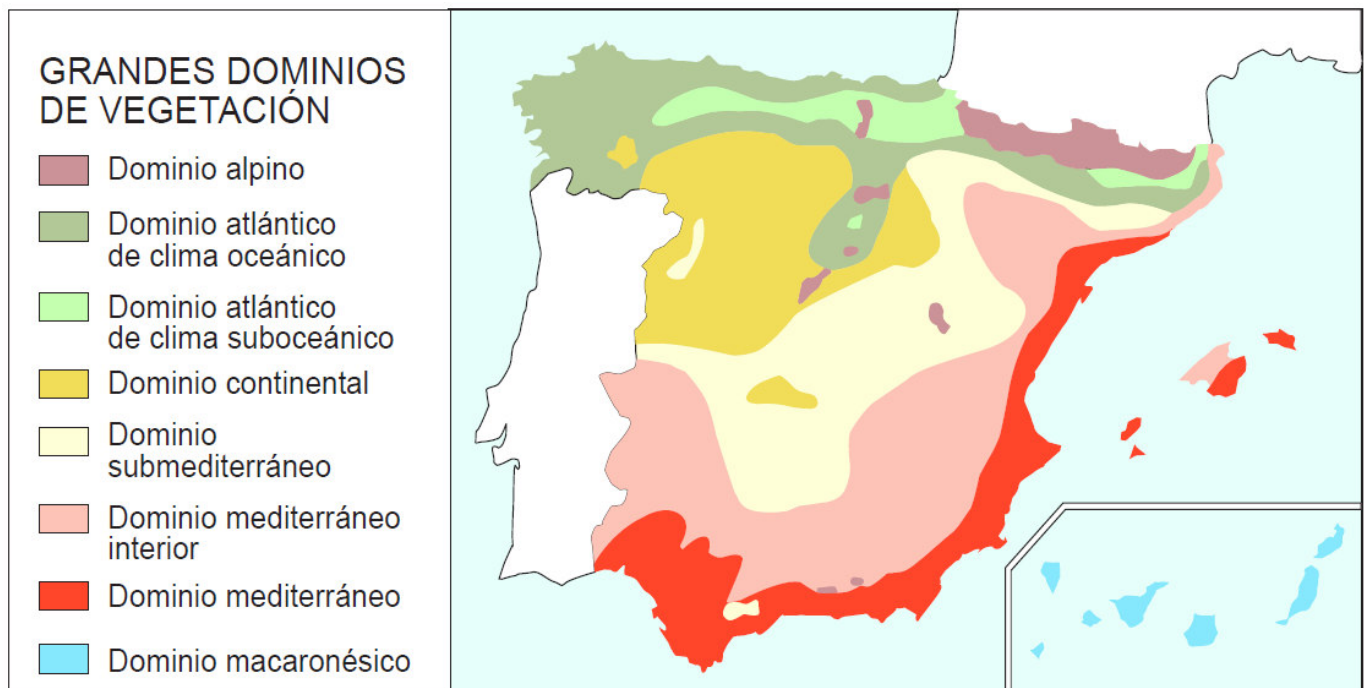 GRANDES DOMINIOS
DE VEGETACIÓN
Dominio alpino
Dominio atlántico
de clima oceánico
Dominio atlántico
de clima suboceánico
Dominio continental
Dominio
submediterráneo
Dominio mediterráneo
interior
Dominio mediterráneo
Dominio macaronésico